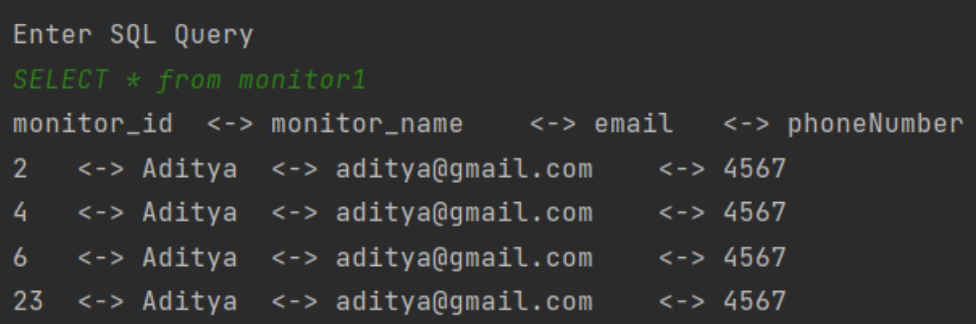 Enter SQL Query
SELECT * from monitor1
monitor_id <-> monitor_name <-> email <-> phoneNumber
2 <-> Aditya <-> aditya@gmail.com <-> 4567
4 <-> Aditya <-> aditya@gmail.com <-> 4567
6 <-> Aditya <-> aditya@gmail.com <-> 4567
23 <-> Aditya <-> aditya@gmail.com <-> 4567